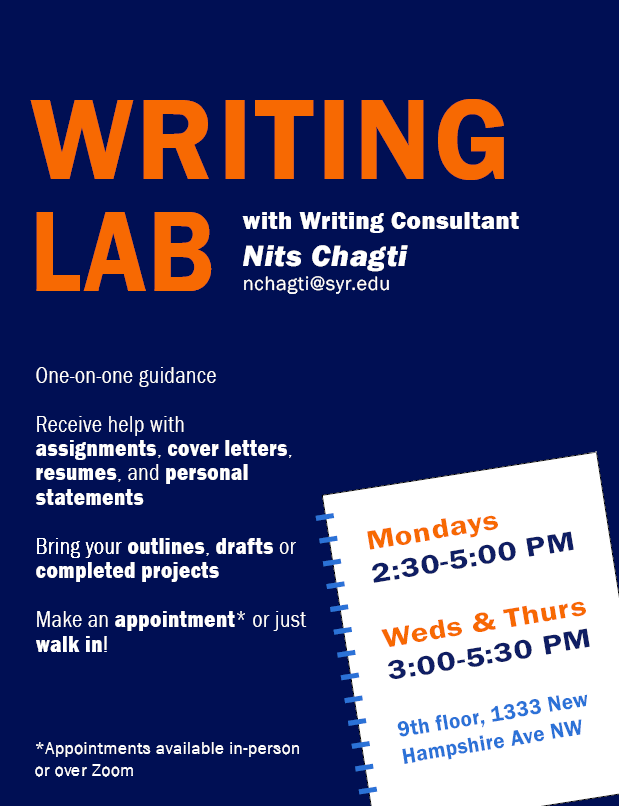 WRITING
LAB
with Writing Consultant
Nits Chagti
nchagti@syr.edu
One-on-one guidance
Receive help with
assignments, cover letters,
resumes, and personal
statements
Bring your outlines, drafts or
completed projects
Make an appointment* or just
walk in!
*Appointments available in-person
or over Zoom
Mondays
2:30-5:00 PM
Weds & Thurs
3:00-5:30 PM
9th floor, 1333 New
Hampshire Ave NW